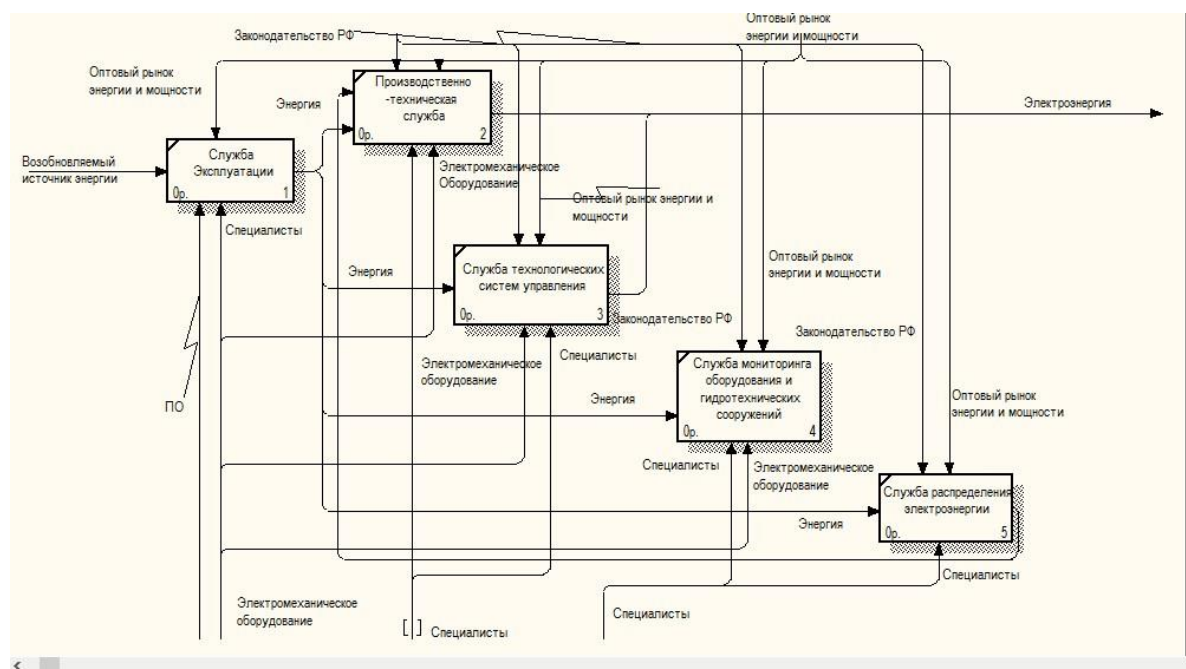 Оптовый рынок
энергии и мощности
Законодательство РФ
Оптовый рынок
энергии и мощности
Производственно
-техническая
служба
0р.
2
Энергия
Электроэнергия
Возобновляемый
источник энергии
Служба
Эксплуатации
0р.
1
Электромеханическое
Оборудование
Оптовый рынок энергии и
мощности
Специалисты
Энергия
Служба технологических
систем управления
0р.
3
Оптовый рынок
энергии и мощности
Законодательство РФ
Законодательство РФ
Электромеханическое
оборудование
Специалисты
Служба мониторинга
оборудования и
гидротехнических
сооружений
0р.
4
ПО
Энергия
Оптовый рынок
энергии и мощности
Специалисты
Электромеханическое
оборудование
Служба распределения
электроэнергии
0р.
5
Энергия
Специалисты
Электромеханическое
оборудование
Специалисты
Специалисты